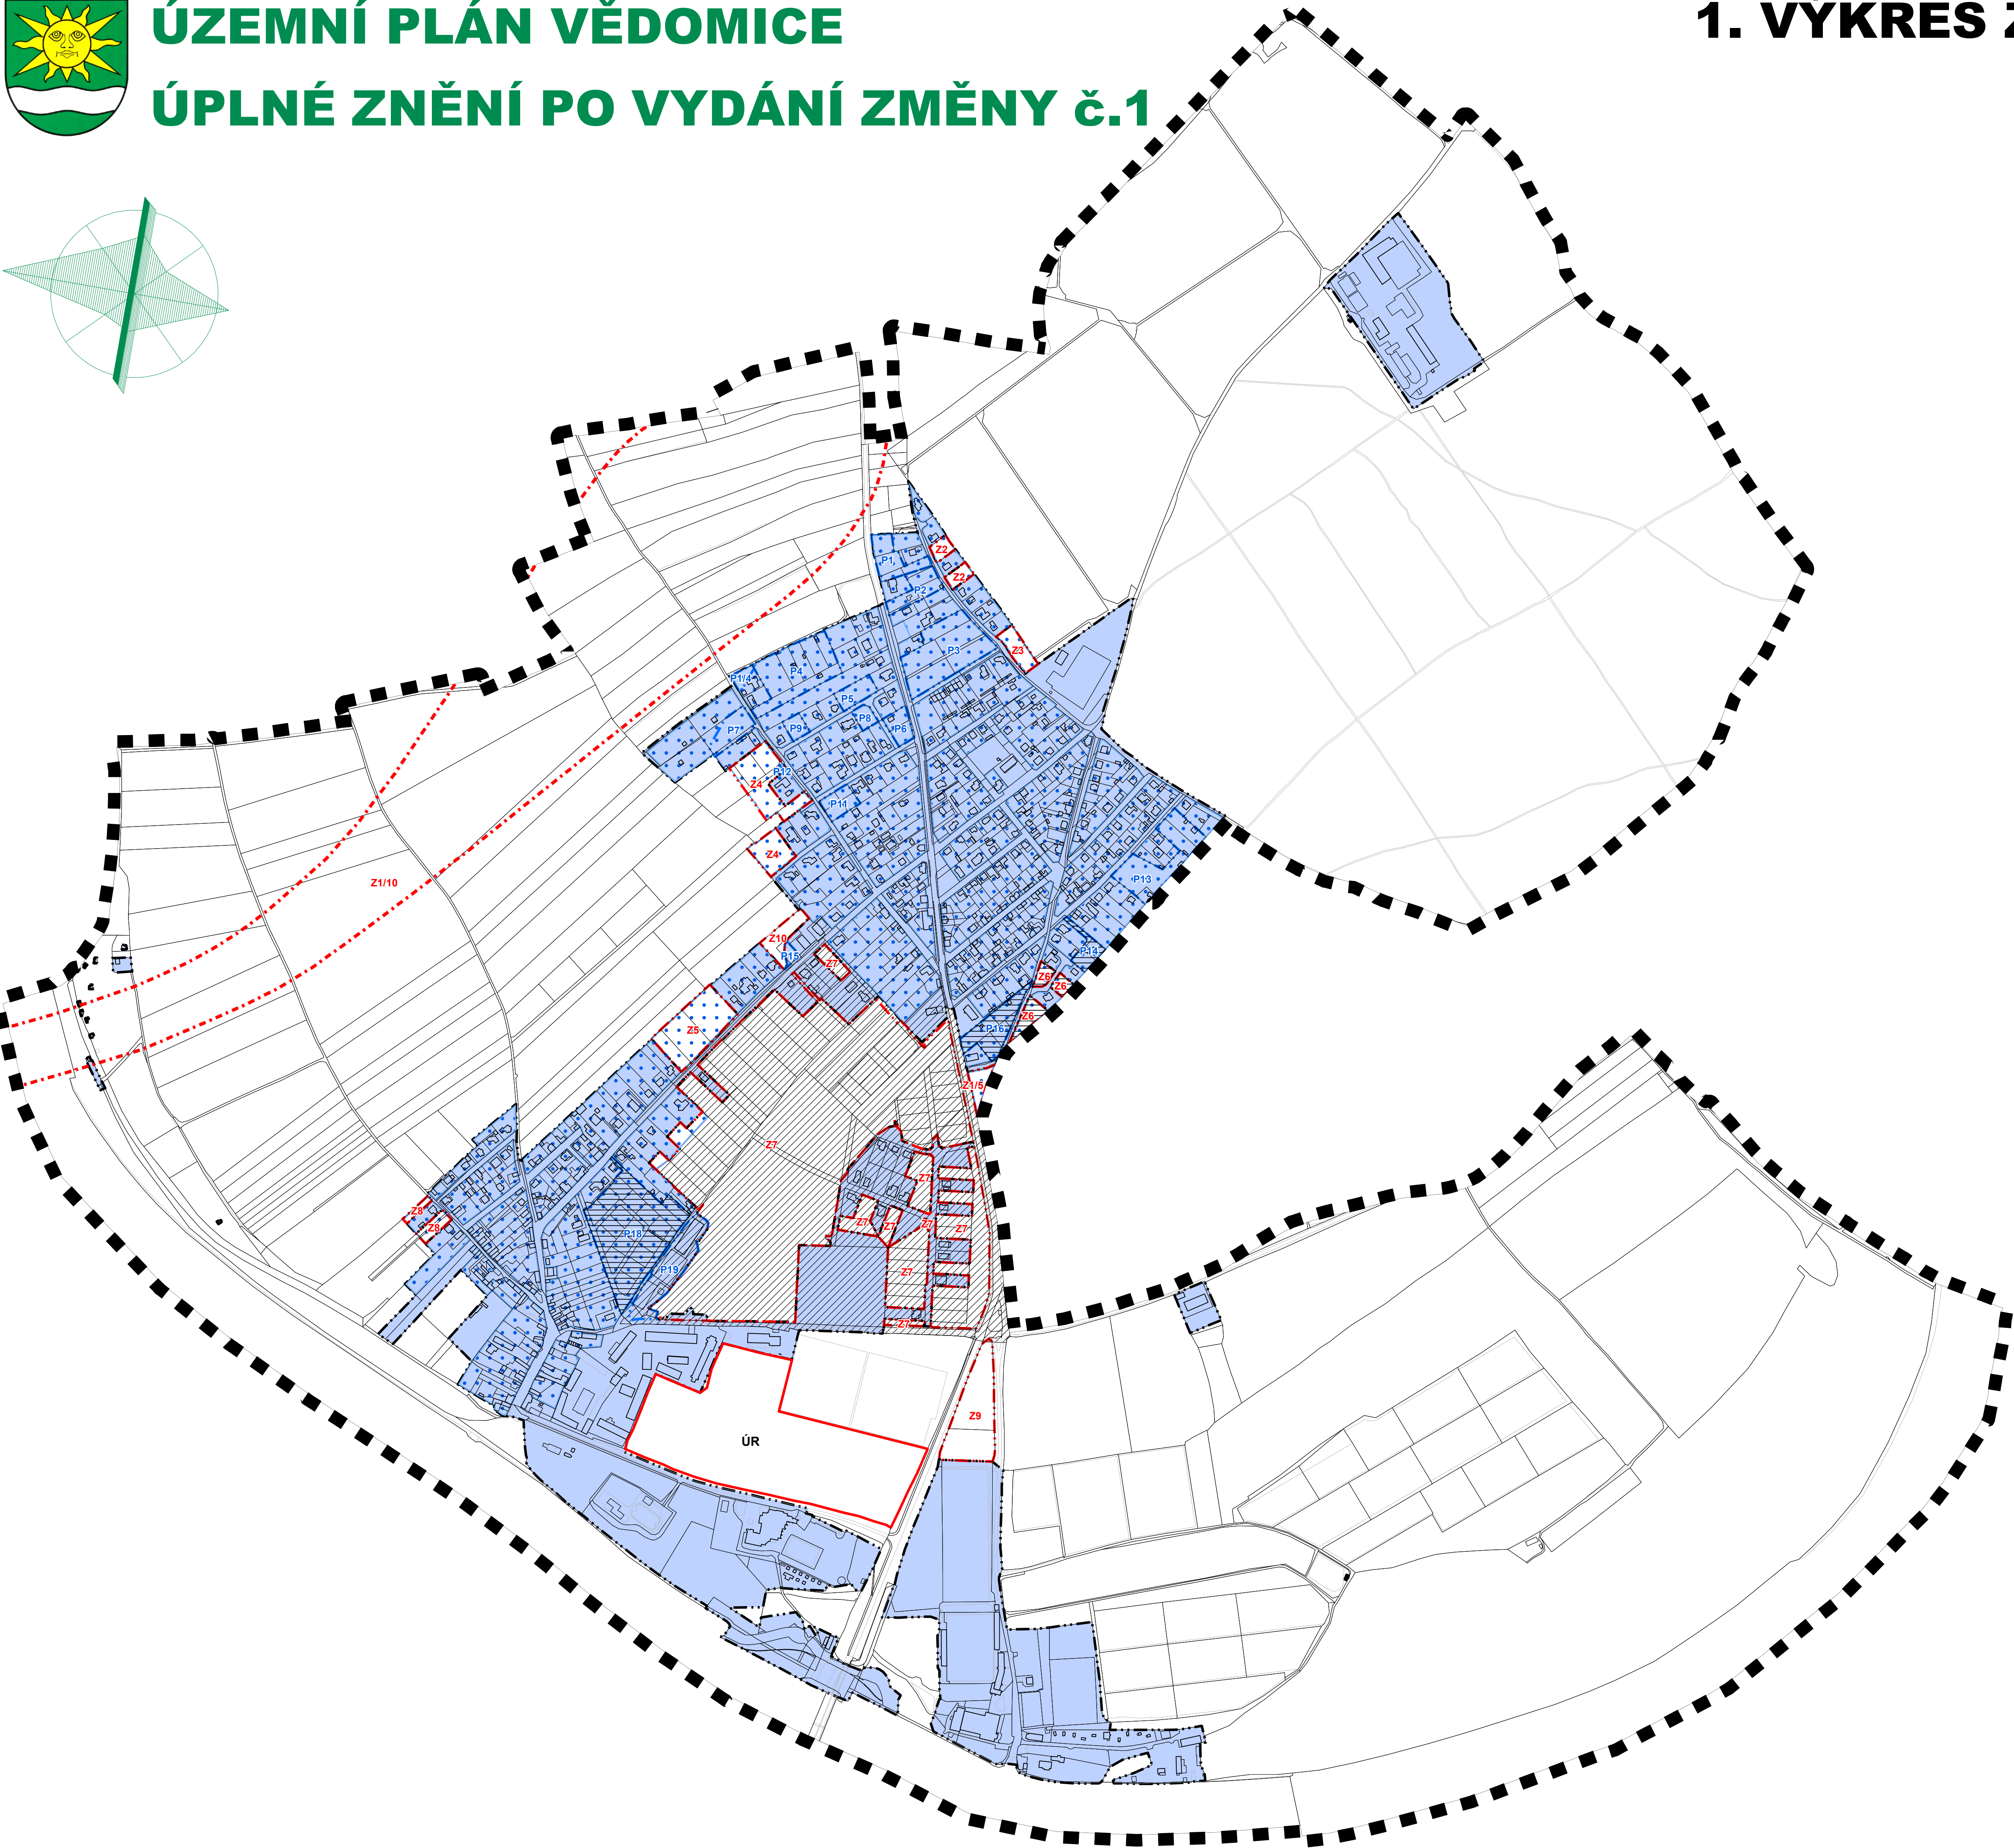 ÚZEMNÍ PLÁN VĚDOMICE
1. VÝKRES
ÚPLNÉ ZNĚNÍ PO VYDÁNÍ ZMĚNY č.1
Z2
P1
Z2
P2
Z3
P3
P4
P1/4
P5
P8
P6
P9
P7
P12
Z4
P11
Z4
P13
Z1/10
Z10
P14
P15
Z7
Z6
Z6
Z6
P16
Z5
Z1/5
Z7
Z7
Z8
Z8
Z7
Z7
Z7
Z7
P18
P19
Z7
Z7
Z9
ÚR